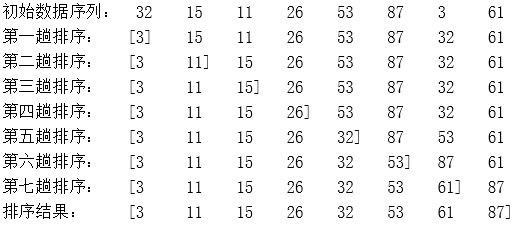 初始数据序列： 32 15 11 26 53 87 3 61
第一趟排序： [3] 15 11 26 53 87 32 61
第二趟排序： [3 11] 15 26 53 87 32 61
第三趟排序： [3 11 15] 26 53 87 32 61
第四趟排序： [3 11 15 26] 53 87 32 61
第五趟排序： [3 11 15 26 32] 87 53 61
第六趟排序： [3 11 15 26 32 53] 87 61
第七趟排序： [3 11 15 26 32 53 61] 87
排序结果： [3 11 15 26 32 53 61 87]